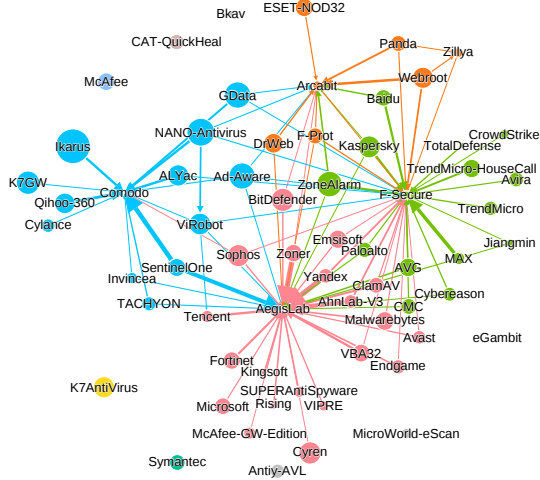 ESET-NOD32
Bkav
CAT-QuickHeal
Panda
Zillya
McAfee
Arcabit
Webroot
GData
Baidu
NANO-Antivirus
DrWeb
F-Prot
Kaspersky
CrowdStrike
TotalDefense
Ikarus
TrendMicro-HouseCall
K7GW
ALYac
Ad-Aware
ZoneAlarm
Avira
Comodo
F-Secure
Qihoo-360
BitDefender
TrendMicro
Cylance
ViRobot
Emsisoft
Jiangmin
Sophos
Zoner
Paloalto
MAX
SentinelOne
AVG
Invincea
Yandex
ClamAV
Cybereason
TACHYON
AhnLab-V3
CMC
Tencent
AegisLab
Malwarebytes
Avast
eGambit
VBA32
Fortinet
Endgame
Kingsoft
K7AntiVirus
SUPERAntiSpyware
Microsoft
Rising
VIPRE
McAfee-GW-Edition
MicroWorld-eScan
Cyren
Symantec
Antiy-AVL